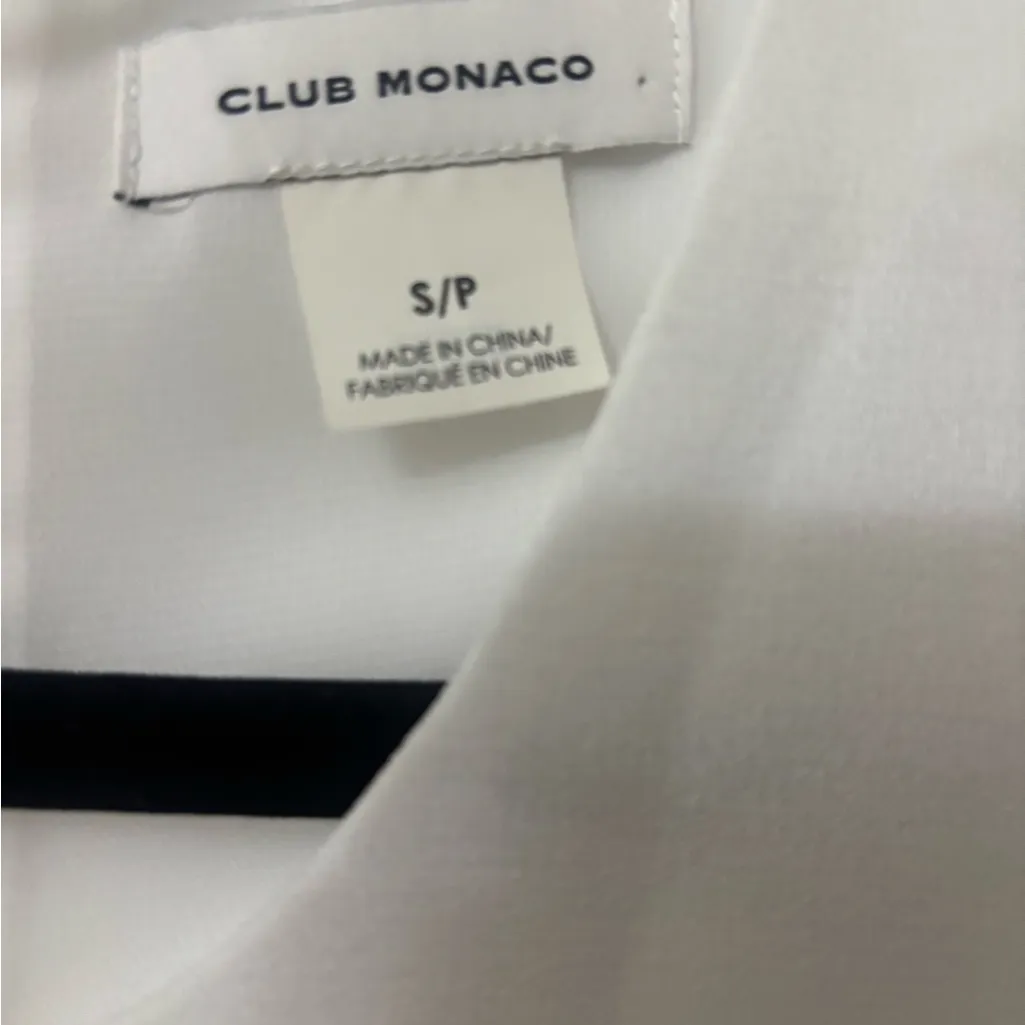 CLUB MONACO
S/P
MADE IN CHINA/
FABRIQUÉ EN CHINE